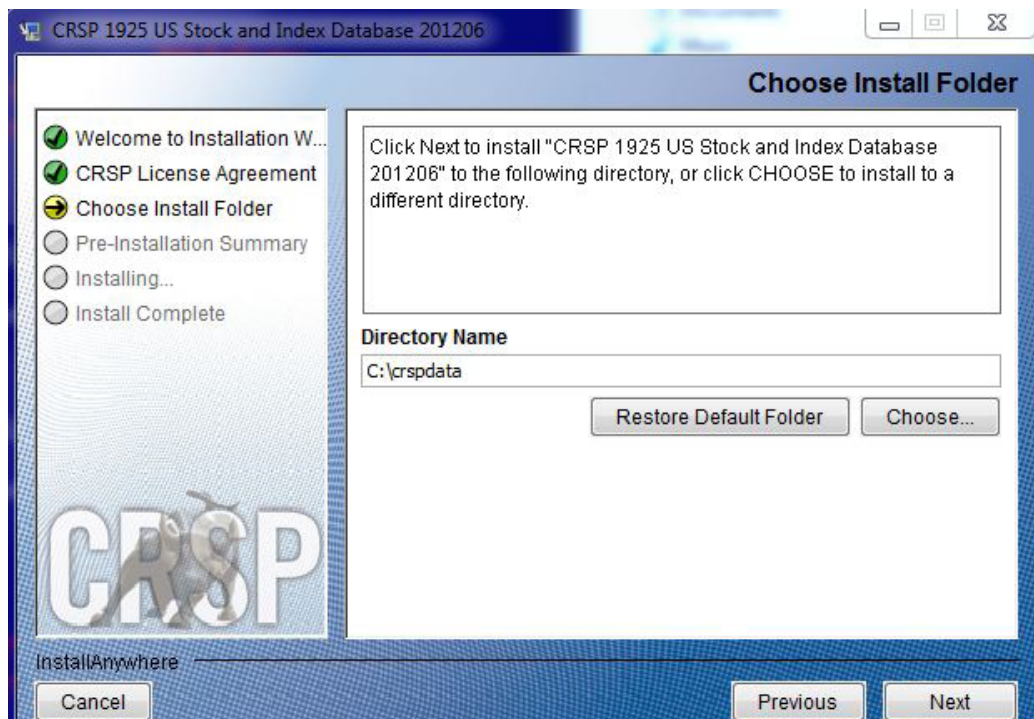 CRSP 1925 US Stock and Index Database 201206
Choose Install Folder
Welcome to Installation W...
CRSP License Agreement
Choose Install Folder
Pre-Installation Summary
Installing...
Install Complete
CRSP
Click Next to install "CRSP 1925 US Stock and Index Database
201206" to the following directory, or click CHOOSE to install to a
different directory.
Directory Name
C:\crspdata
Restore Default Folder
Choose...
InstallAnywhere
Cancel
Previous
Next